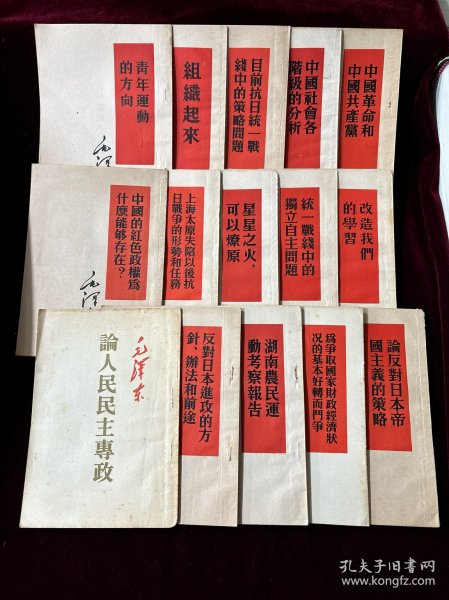 青年運動
的方向
毛澤
組織起來
目前抗日統一戰
綫中的策略問題
中國社會各
階級的分析
中國革命和
中國共產黨
中國的紅色政權爲
什麼能够存在？
毛澤
上海太原失陷以後抗
日戰爭的形勢和任務
星星之火，
可以燎原
統一戰綫中的
獨立自主問題
改造我們
的學習
毛澤东
論人民民主專政
反對日本進攻的方
針、辦法和前途
湖南農民運
動考察報告
爲爭取國家財政經濟狀
况的基本好轉而鬥爭
論反對日本帝
國主義的策略
孔夫子旧书网
www.kongfz.com